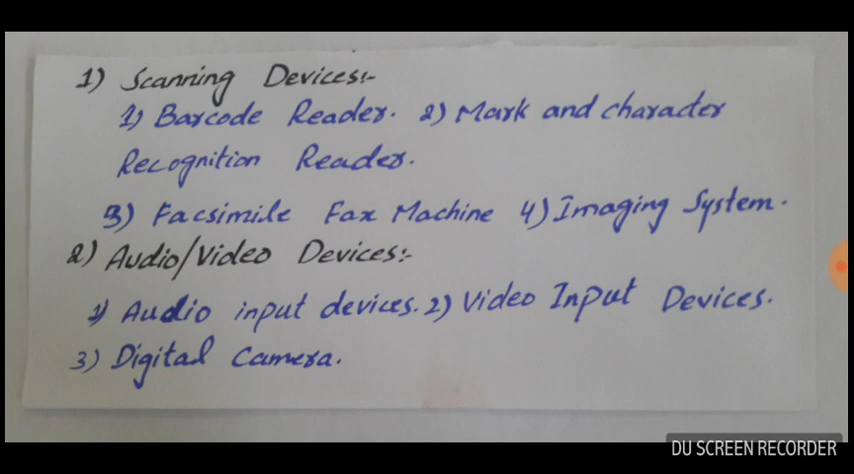 1) Scanning Devices:-
1) Barcode Reader. 2) Mark and character
Recognition Reader.
3) Facsimile Fax Machine 4) Imaging System.
2) Audio/Video Devices:-
1) Audio input devices. 2) Video Input Devices.
3) Digital Camera.
DU SCREEN RECORDER